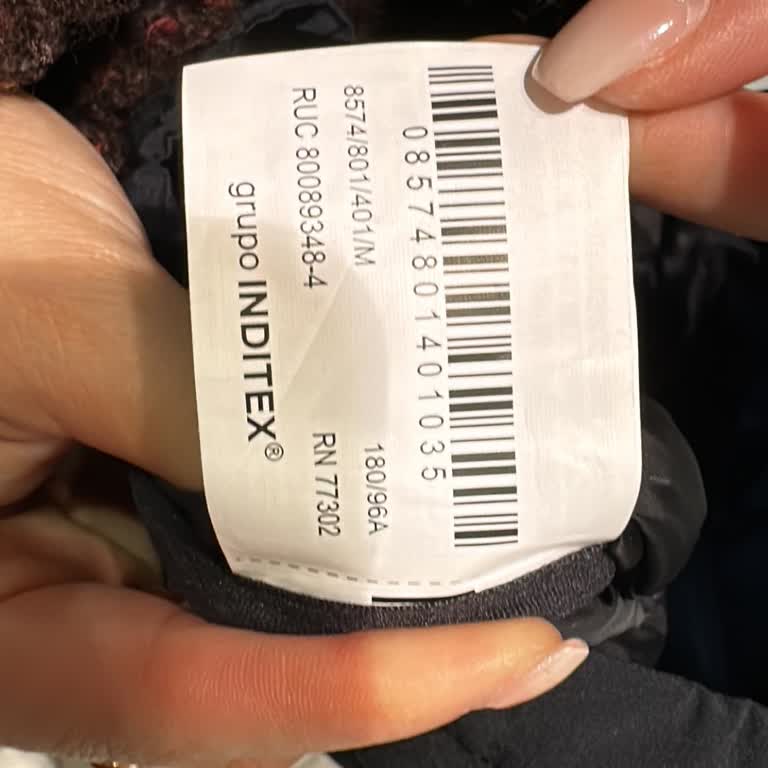 08574801401035
8574/801/401/M 180/96A
RUC 80089348-4 RN 77302
grupo INDITEX®